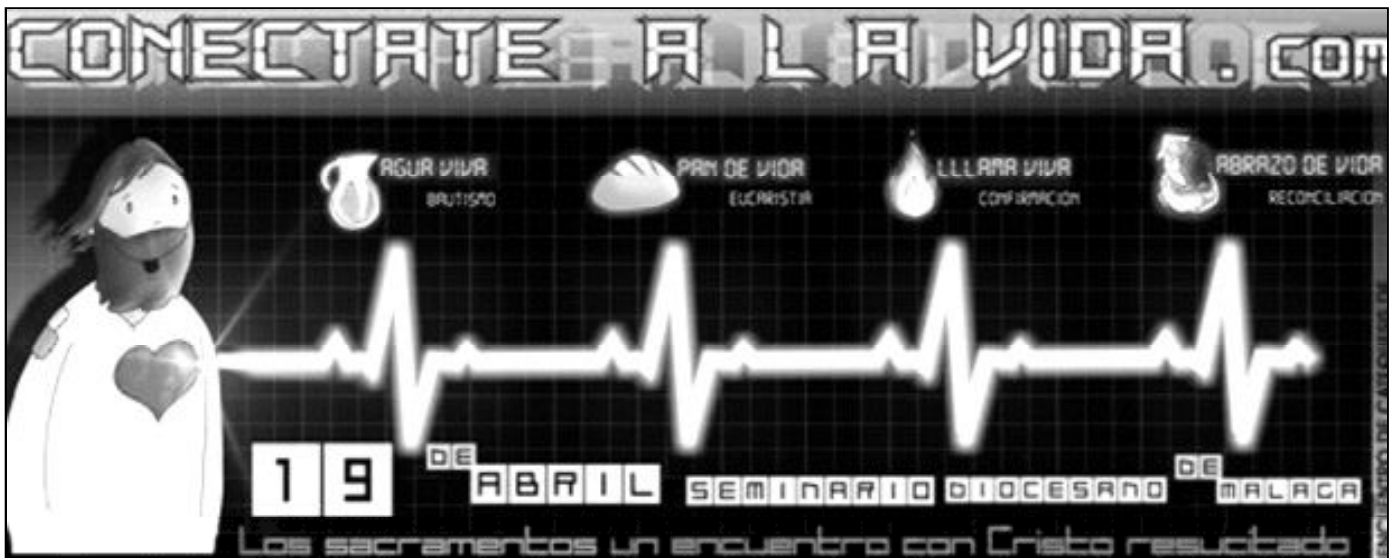 CONECTATE A LA VIDA.COM
AGUA VIVA
BAUTISMO
PAN DE VIDA
EUCARISTIA
LLLAMA VIVA
CONFIRMACION
ABRAZO DE VIDA
RECONCILIACION
19 DE ABRIL SEMINARIO DIOCESANO DE MALAGA
Los sacramentos un encuentro con Cristo resucitado